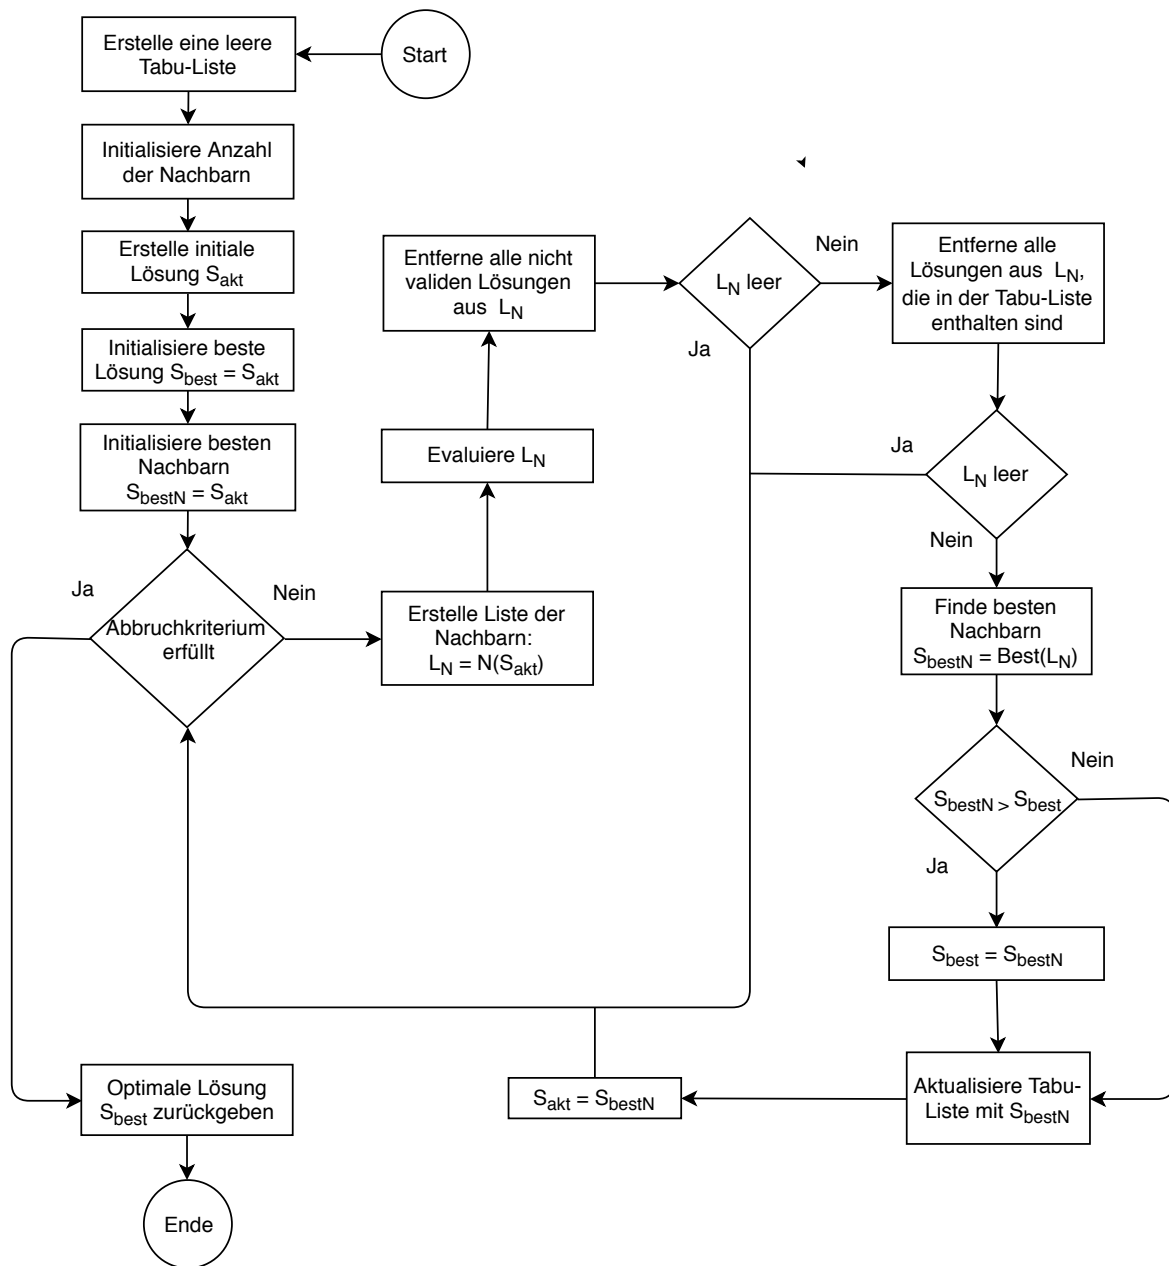 Start
Erstelle eine leere
Tabu-Liste
Initialisiere Anzahl
der Nachbarn
Erstelle initiale
Lösung S_akt
Initialisiere beste
Lösung S_best = S_akt
Initialisiere besten
Nachbarn
S_bestN = S_akt
Abbruchkriterium
erfüllt
Ja
Nein
Erstelle Liste der
Nachbarn:
L_N = N(S_akt)
Evaluiere L_N
Entferne alle nicht
validen Lösungen
aus L_N
L_N leer
Ja
Nein
Entferne alle
Lösungen aus L_N,
die in der Tabu-Liste
enthalten sind
L_N leer
Ja
Nein
Finde besten
Nachbarn
S_bestN = Best(L_N)
S_bestN > S_best
Nein
Ja
S_best = S_bestN
Aktualisiere Tabu-
Liste mit S_bestN
S_akt = S_bestN
Optimale Lösung
S_best zurückgeben
Ende